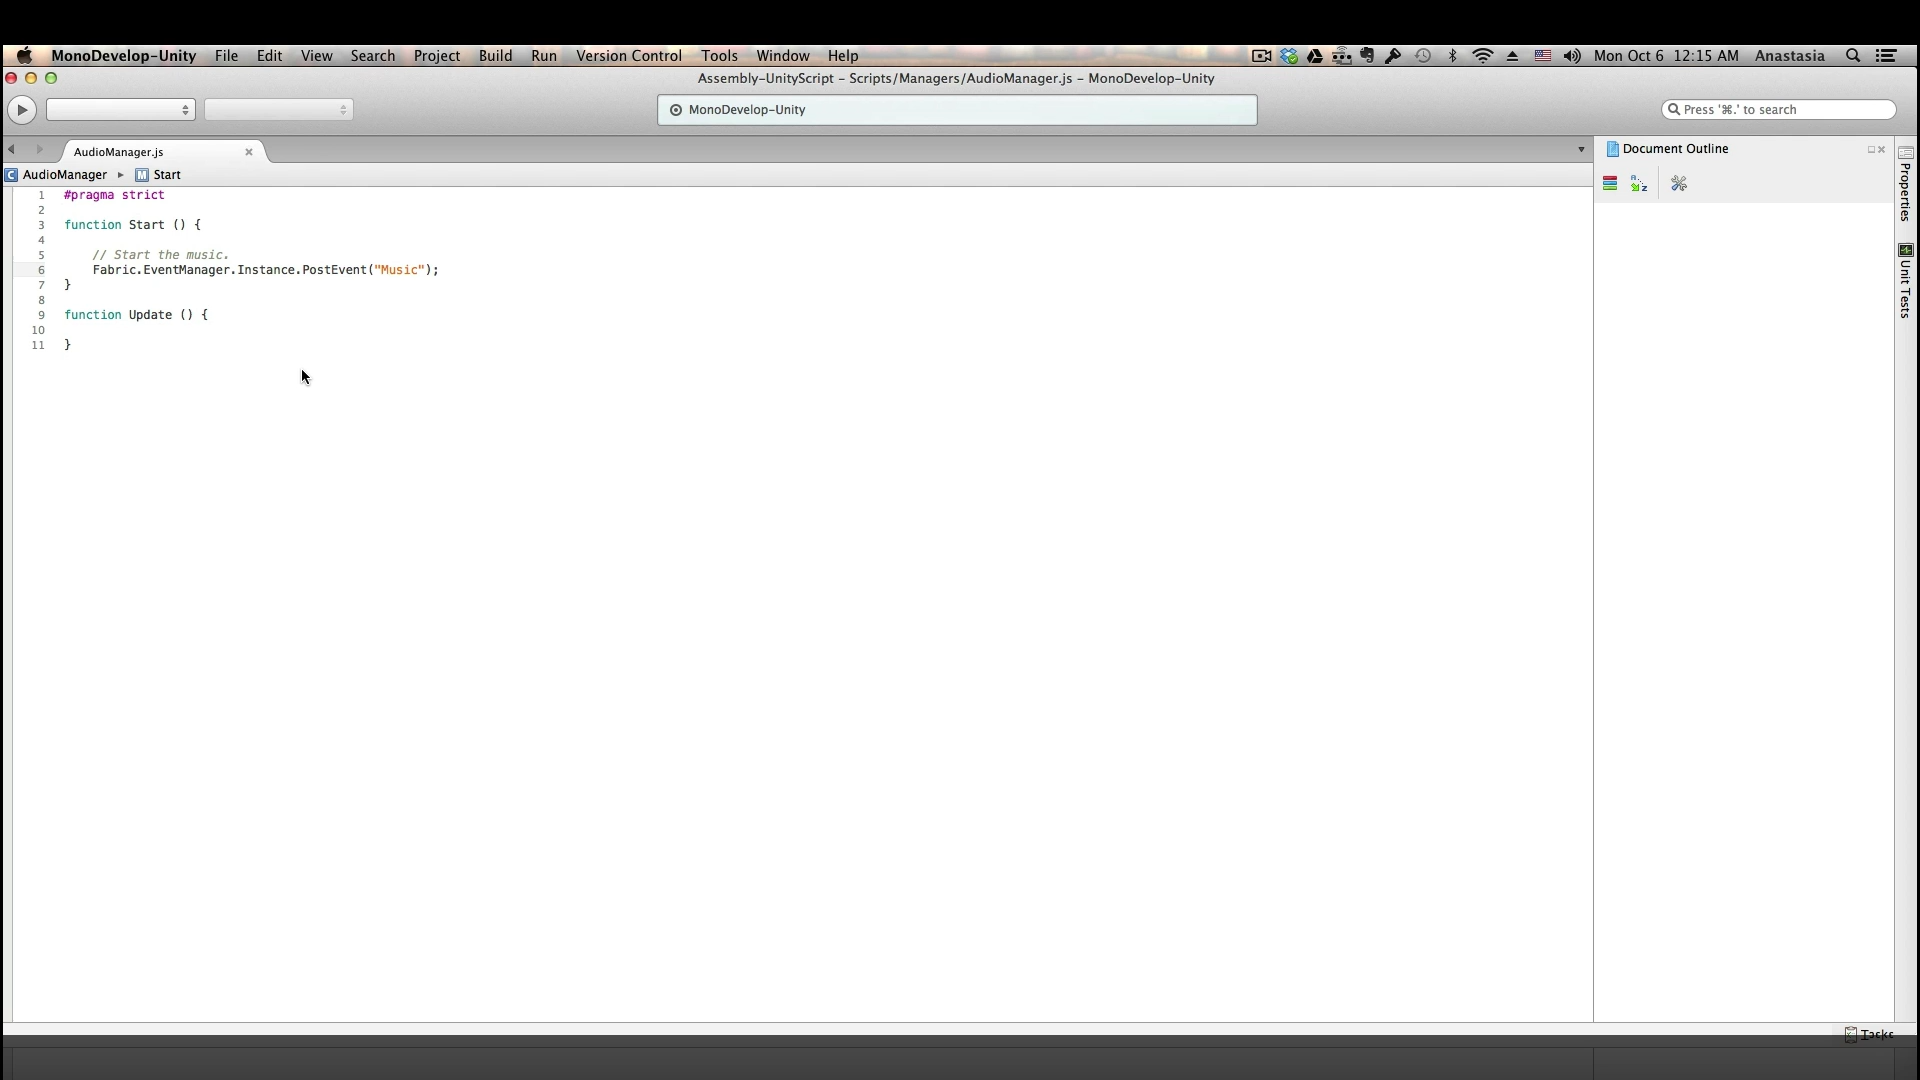 MonoDevelop-Unity File Edit View Search Project Build Run Version Control Tools Window Help Mon Oct 6 12:15 AM Anastasia
Assembly-UnityScript – Scripts/Managers/AudioManager.js – MonoDevelop-Unity
MonoDevelop-Unity
Press '⌘.' to search
AudioManager.js
Document Outline
AudioManager ▸ Start
Properties
Unit Tests
1 #pragma strict
2
3 function Start () {
4
5 // Start the music.
6 Fabric.EventManager.Instance.PostEvent("Music");
7 }
8
9 function Update () {
10
11 }
Tasks